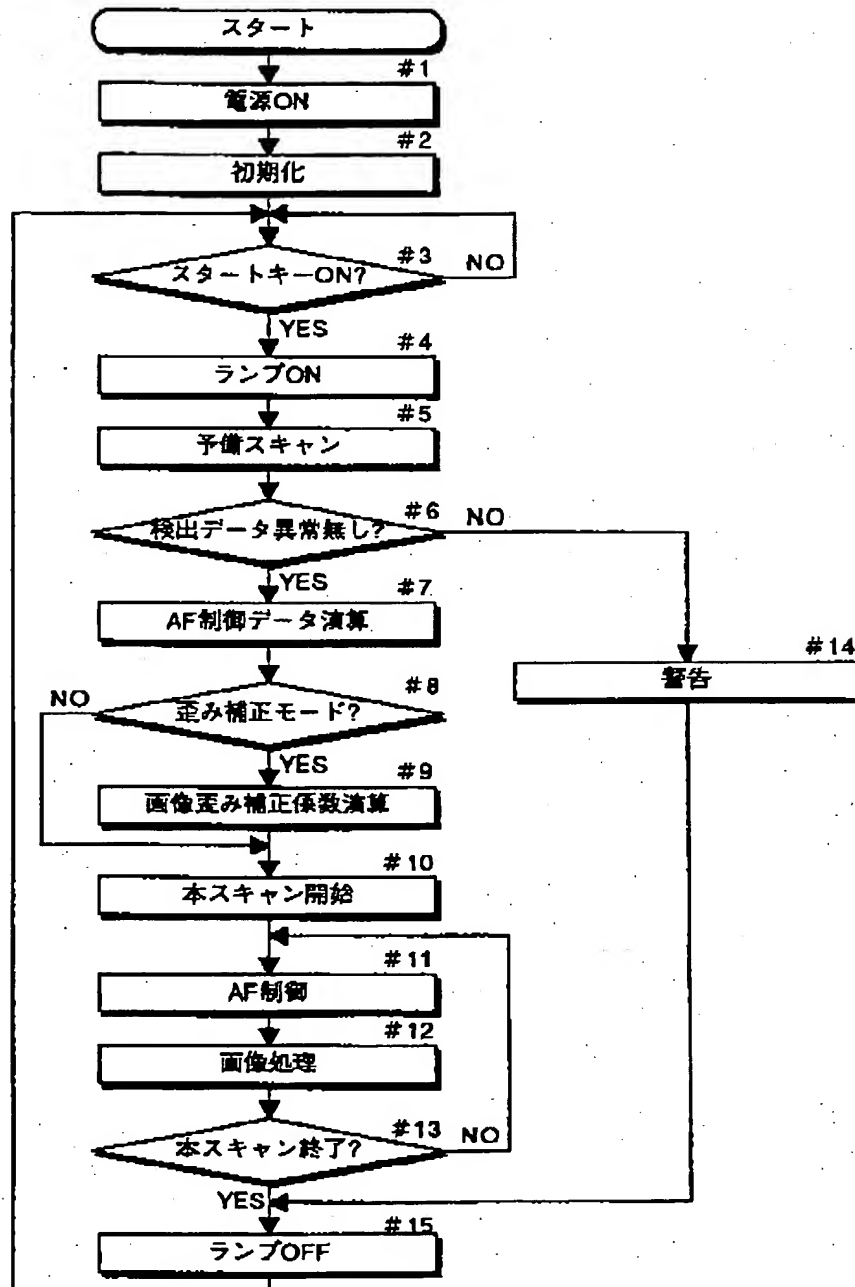 スタート
#1
電源ON
#2
初期化
#3
スタートキーON?
NO
YES
#4
ランプON
#5
予備スキャン
#6
検出データ異常無し?
NO
YES
#7
AF制御データ演算
#8
歪み補正モード?
NO
YES
#9
画像歪み補正係数演算
#10
本スキャン開始
#11
AF制御
#12
画像処理
#13
本スキャン終了?
NO
YES
#14
警告
#15
ランプOFF